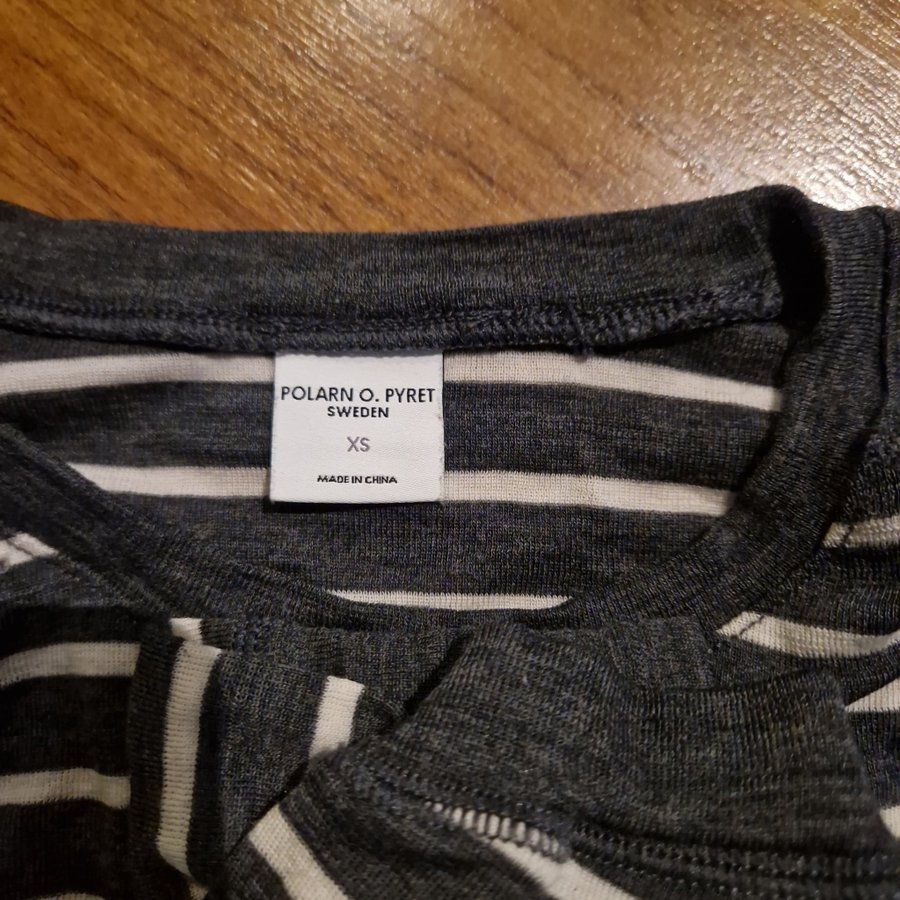 POLARN O. PYRET
SWEDEN
XS
MADE IN CHINA